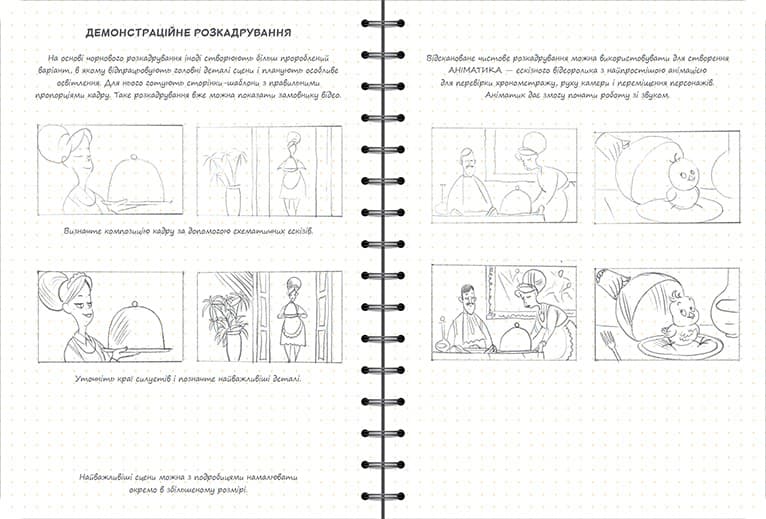 ДЕМОНСТРАЦІЙНЕ РОЗКАДРУВАННЯ
На основі чорнового розкадрування іноді створюють більш пророблений
варіант, в якому відпрацьовують головні деталі сцени і планують особливе
освітлення. Для нього готують сторінки-шаблони з правильними
пропорціями кадру. Таке розкадрування вже можна показати замовнику відео.
Визначте композицію кадру за допомогою схематичних ескізів.
Уточніть краї силуетів і позначте найважливіші деталі.
Найважливіші сцени можна з подробицями намалювати
окремо в збільшеному розмірі.
Відскановане чистове розкадрування можна використовувати для створення
АНІМАТИКА — ескізного відеоролика з найпростішою анімацією
для перевірки хронометражу, руху камери і переміщення персонажів.
Аніматик дає змогу почати роботу зі звуком.